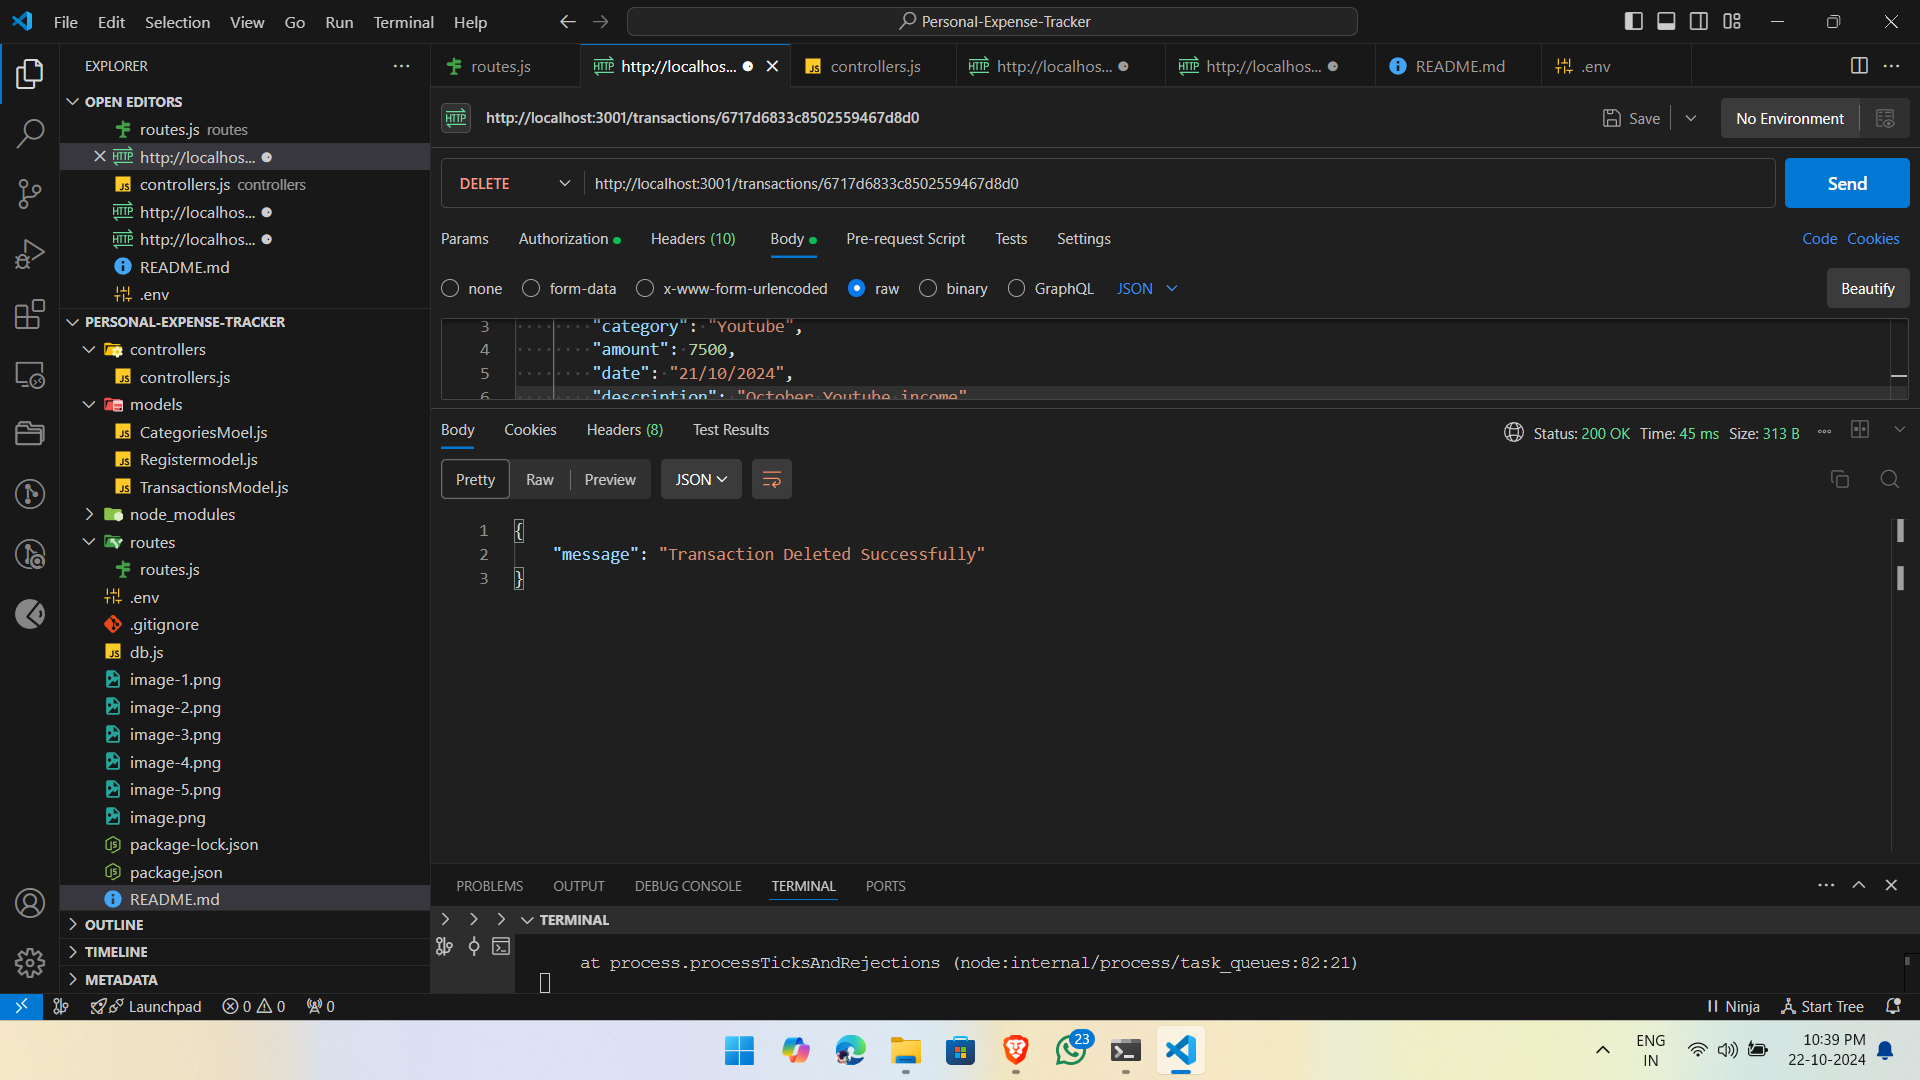 File Edit Selection View Go Run Terminal Help
Personal-Expense-Tracker
EXPLORER
OPEN EDITORS
routes.js routes
http://localhos...
controllers.js controllers
http://localhos...
http://localhos...
README.md
.env
PERSONAL-EXPENSE-TRACKER
controllers
controllers.js
models
CategoriesMoel.js
Registermodel.js
TransactionsModel.js
node_modules
routes
routes.js
.env
.gitignore
db.js
image-1.png
image-2.png
image-3.png
image-4.png
image-5.png
image.png
package-lock.json
package.json
README.md
OUTLINE
TIMELINE
METADATA
routes.js http://localhos... controllers.js http://localhos... http://localhos... README.md .env
http://localhost:3001/transactions/6717d6833c8502559467d8d0 Save No Environment
DELETE http://localhost:3001/transactions/6717d6833c8502559467d8d0 Send
Params Authorization Headers (10) Body Pre-request Script Tests Settings Code Cookies
none form-data x-www-form-urlencoded raw binary GraphQL JSON Beautify
3 "category": "Youtube",
4 "amount": 7500,
5 "date": "21/10/2024",
6 "description": "October Youtube income"
Body Cookies Headers (8) Test Results Status: 200 OK Time: 45 ms Size: 313 B
Pretty Raw Preview JSON
1 {
2 "message": "Transaction Deleted Successfully"
3 }
PROBLEMS OUTPUT DEBUG CONSOLE TERMINAL PORTS
TERMINAL
at process.processTicksAndRejections (node:internal/process/task_queues:82:21)
Launchpad 0 0 0 Ninja Start Tree
23
ENG
IN
10:39 PM
22-10-2024